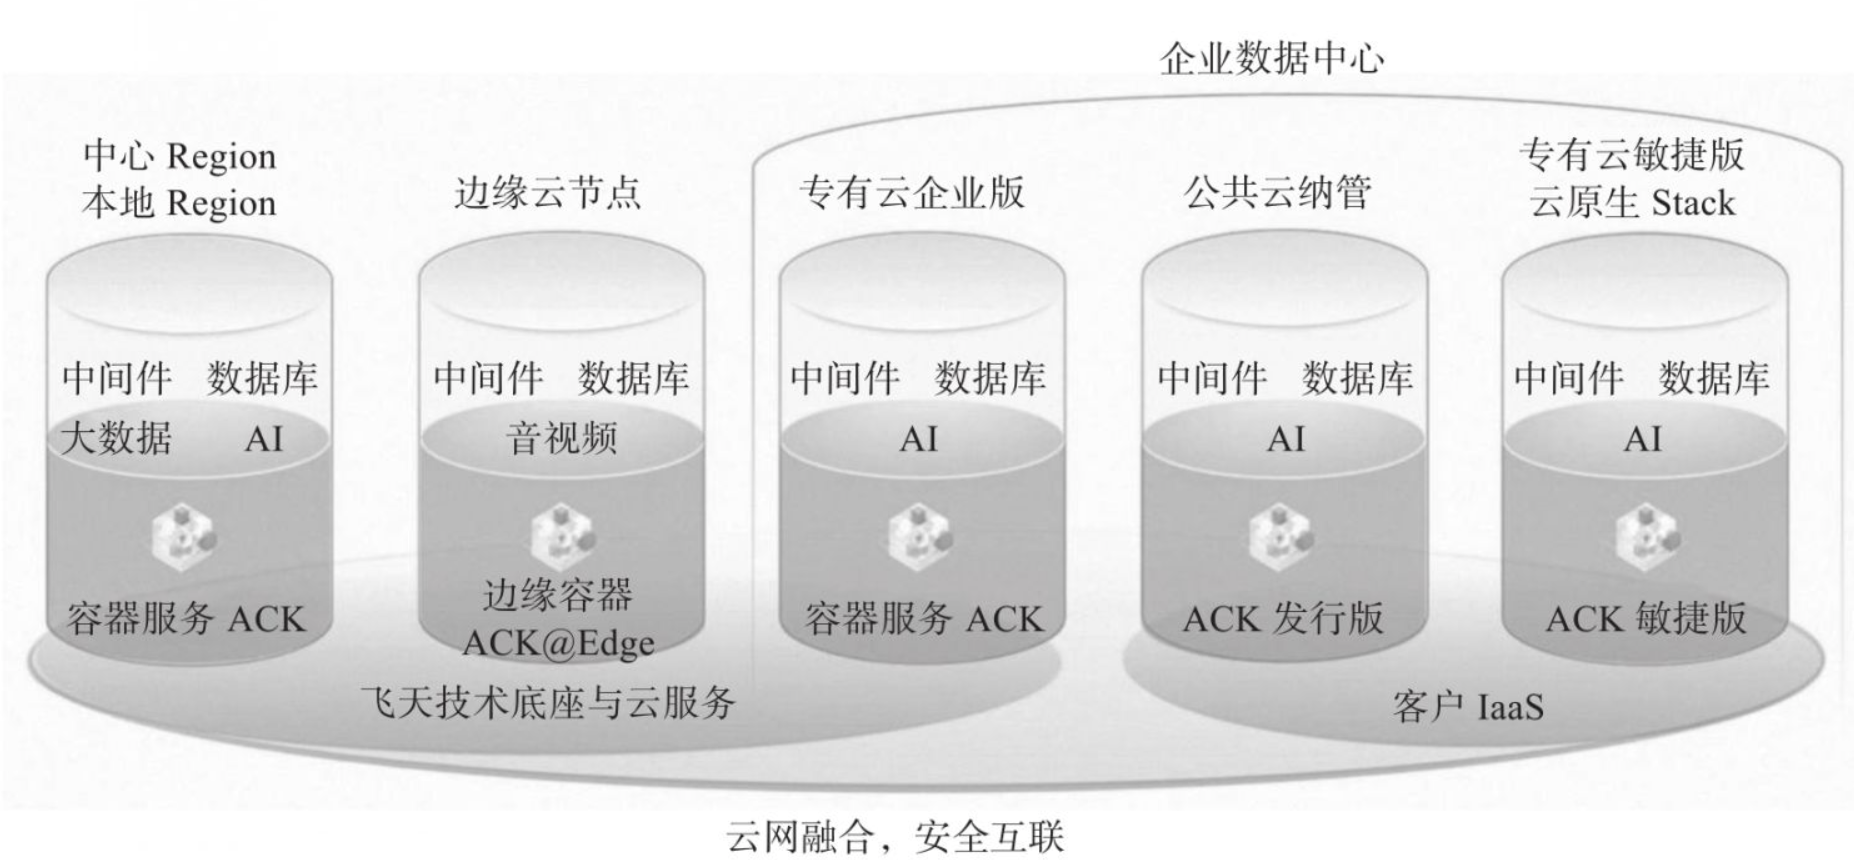 企业数据中心
中心 Region
本地 Region
边缘云节点
专有云企业版
公共云纳管
专有云敏捷版
云原生 Stack
中间件 数据库
大数据 AI
容器服务 ACK
中间件 数据库
音视频
边缘容器
ACK@Edge
中间件 数据库
AI
容器服务 ACK
中间件 数据库
AI
ACK 发行版
中间件 数据库
AI
ACK 敏捷版
飞天技术底座与云服务
客户 IaaS
云网融合，安全互联